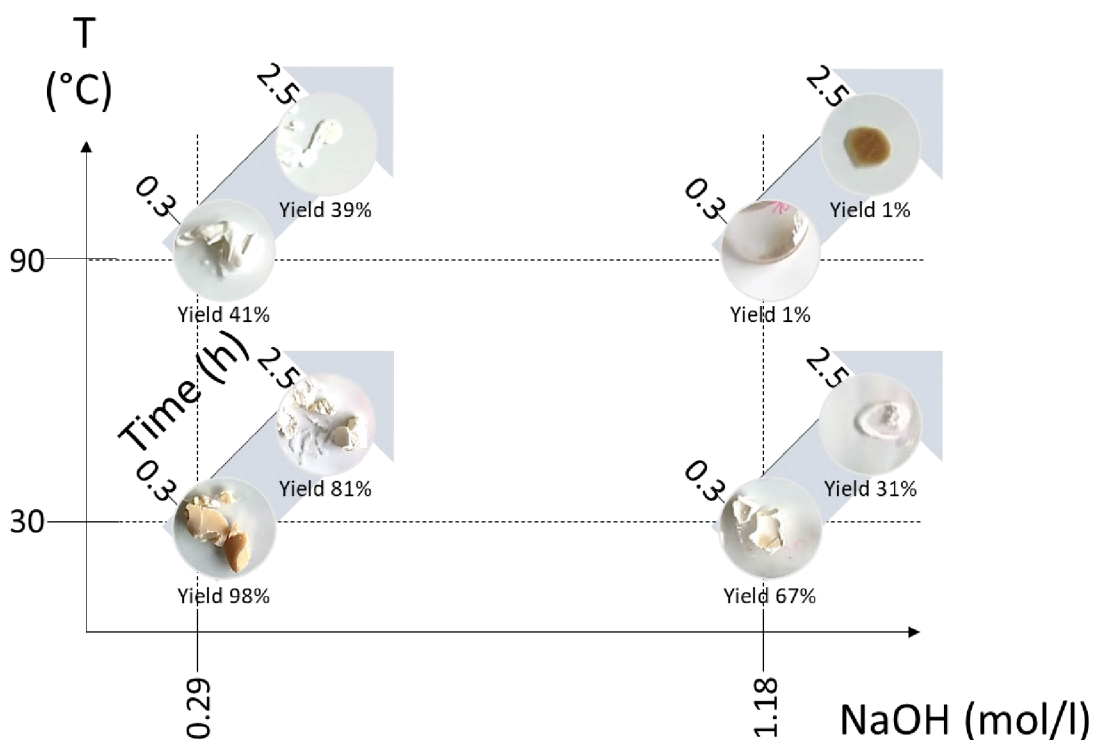 T
(°C)
2.5
2.5
0.3
0.3
Yield 39%
Yield 1%
90
Yield 41%
Yield 1%
Time (h)
2.5
2.5
0.3
0.3
Yield 81%
Yield 31%
30
Yield 98%
Yield 67%
0.29
1.18
NaOH (mol/l)